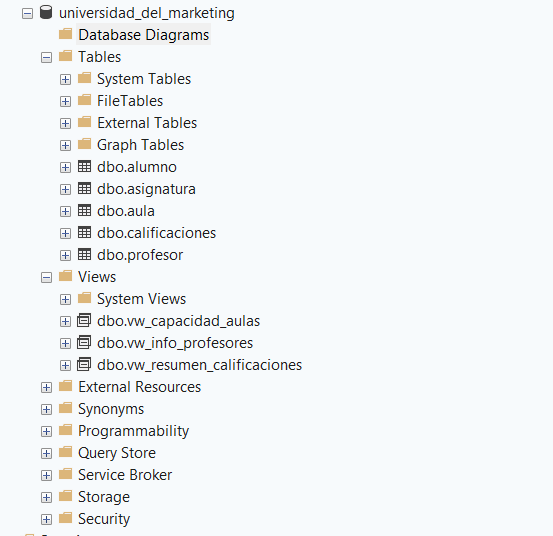 universidad_del_marketing
Database Diagrams
Tables
System Tables
FileTables
External Tables
Graph Tables
dbo.alumno
dbo.asignatura
dbo.aula
dbo.calificaciones
dbo.profesor
Views
System Views
dbo.vw_capacidad_aulas
dbo.vw_info_profesores
dbo.vw_resumen_calificaciones
External Resources
Synonyms
Programmability
Query Store
Service Broker
Storage
Security